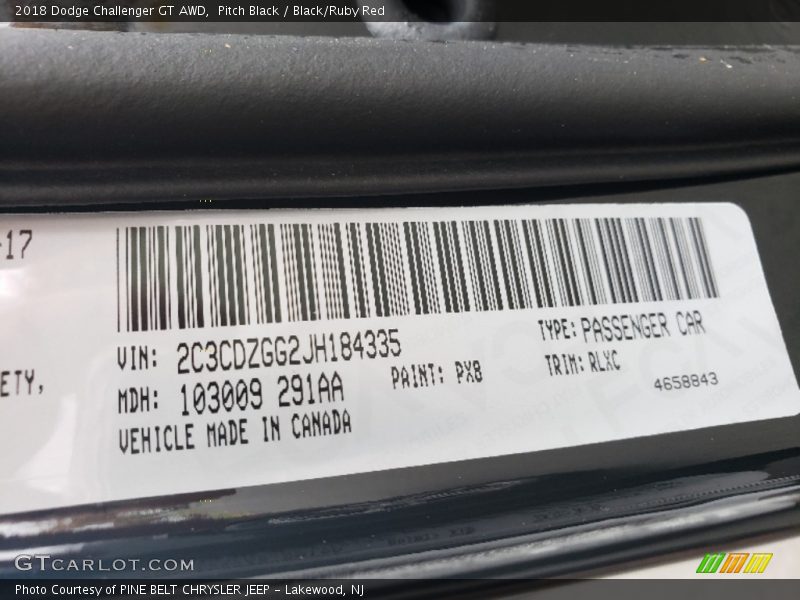 2018 Dodge Challenger GT AWD,  Pitch Black / Black/Ruby Red
-17
ETY,
VIN: 2C3CDZGG2JH184335
TYPE: PASSENGER CAR
MDH: 103009 291AA
PAINT: PX8
TRIM: RLXC
4658843
VEHICLE MADE IN CANADA
GTCARLOT.COM
Photo Courtesy of PINE BELT CHRYSLER JEEP - Lakewood, NJ